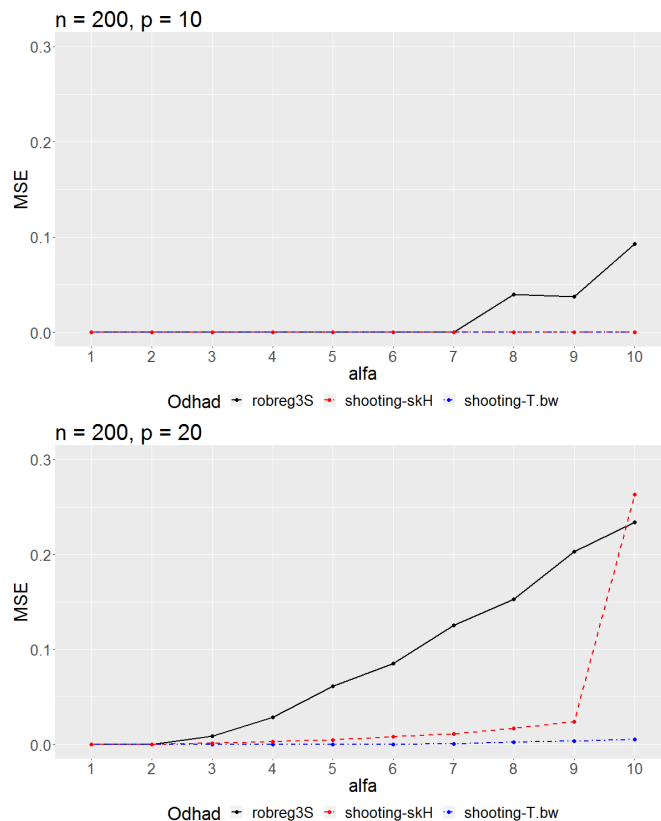 n = 200, p = 10
0.3
0.2
0.1
0.0
MSE
1 2 3 4 5 6 7 8 9 10
alfa
Odhad robreg3S shooting-skH shooting-T.bw
n = 200, p = 20
0.3
0.2
0.1
0.0
MSE
1 2 3 4 5 6 7 8 9 10
alfa
Odhad robreg3S shooting-skH shooting-T.bw